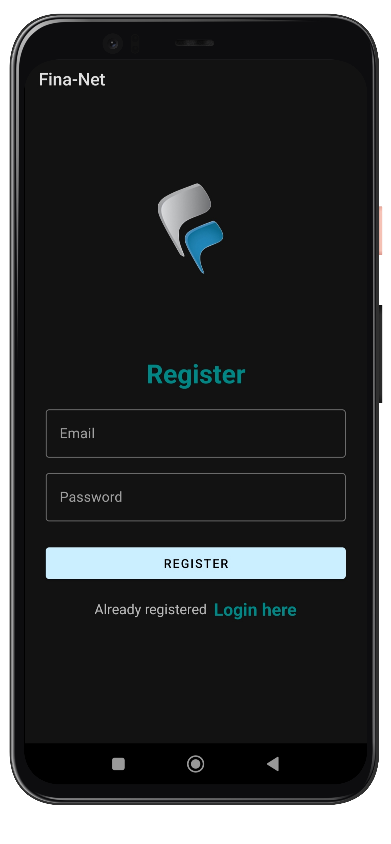 Fina-Net
Register
Email
Password
REGISTER
Already registered Login here